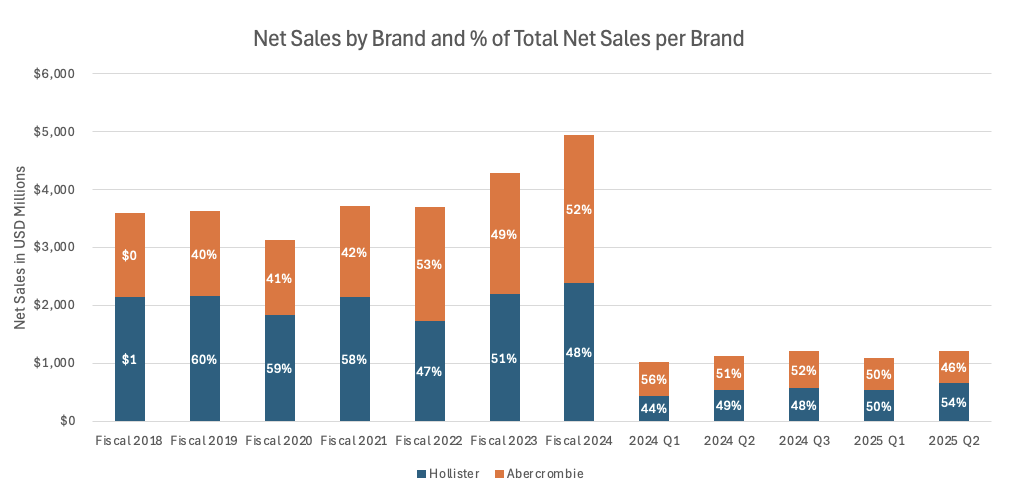 Net Sales by Brand and % of Total Net Sales per Brand
Net Sales in USD Millions
$6,000
$5,000
$4,000
$3,000
$2,000
$1,000
$0
$0 40% 41% 42% 53% 49% 52% 56% 51% 52% 50% 46%
$1 60% 59% 58% 47% 51% 48% 44% 49% 48% 50% 54%
Fiscal 2018 Fiscal 2019 Fiscal 2020 Fiscal 2021 Fiscal 2022 Fiscal 2023 Fiscal 2024 2024 Q1 2024 Q2 2024 Q3 2025 Q1 2025 Q2
Hollister Abercrombie